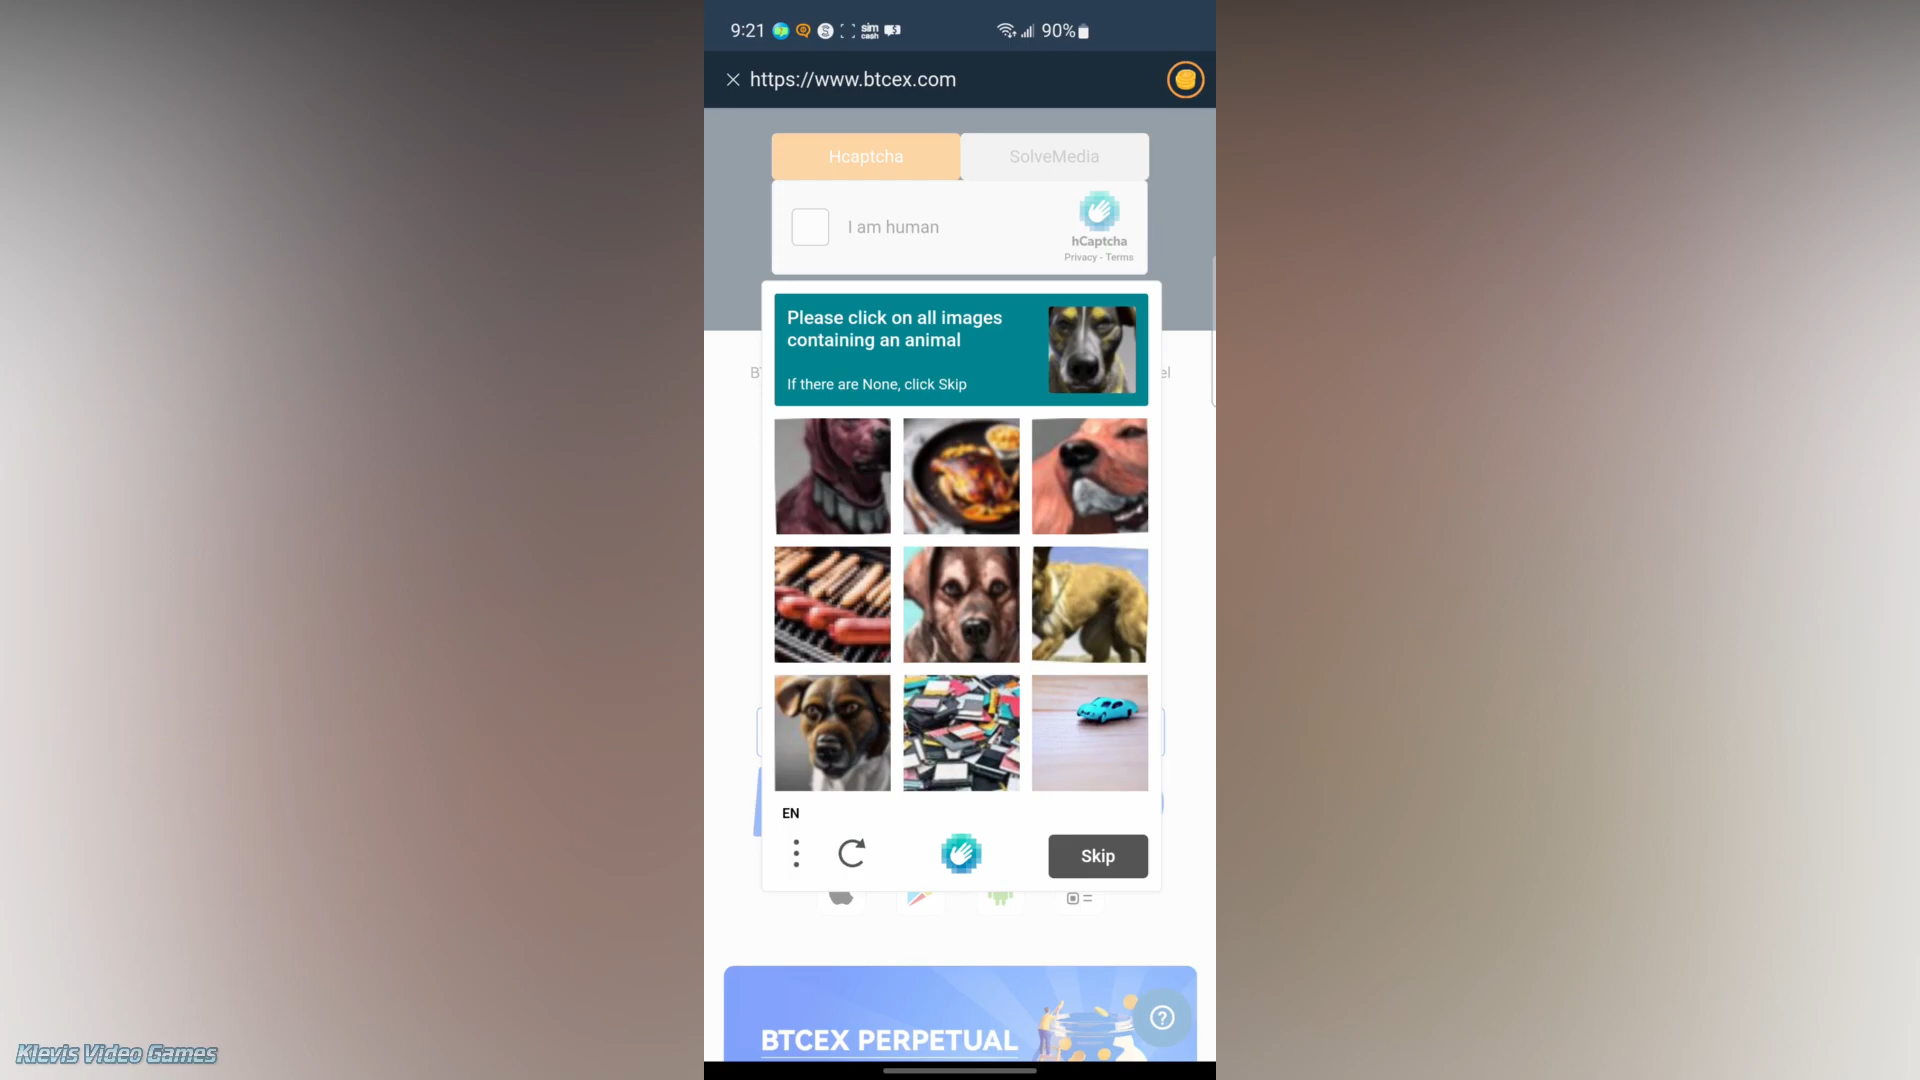 9:21
sim
cash
90%
https://www.btcex.com
Hcaptcha
SolveMedia
I am human
hCaptcha
Privacy - Terms
Please click on all images
containing an animal
If there are None, click Skip
EN
Skip
BTCEX PERPETUAL
Klevis Video Games